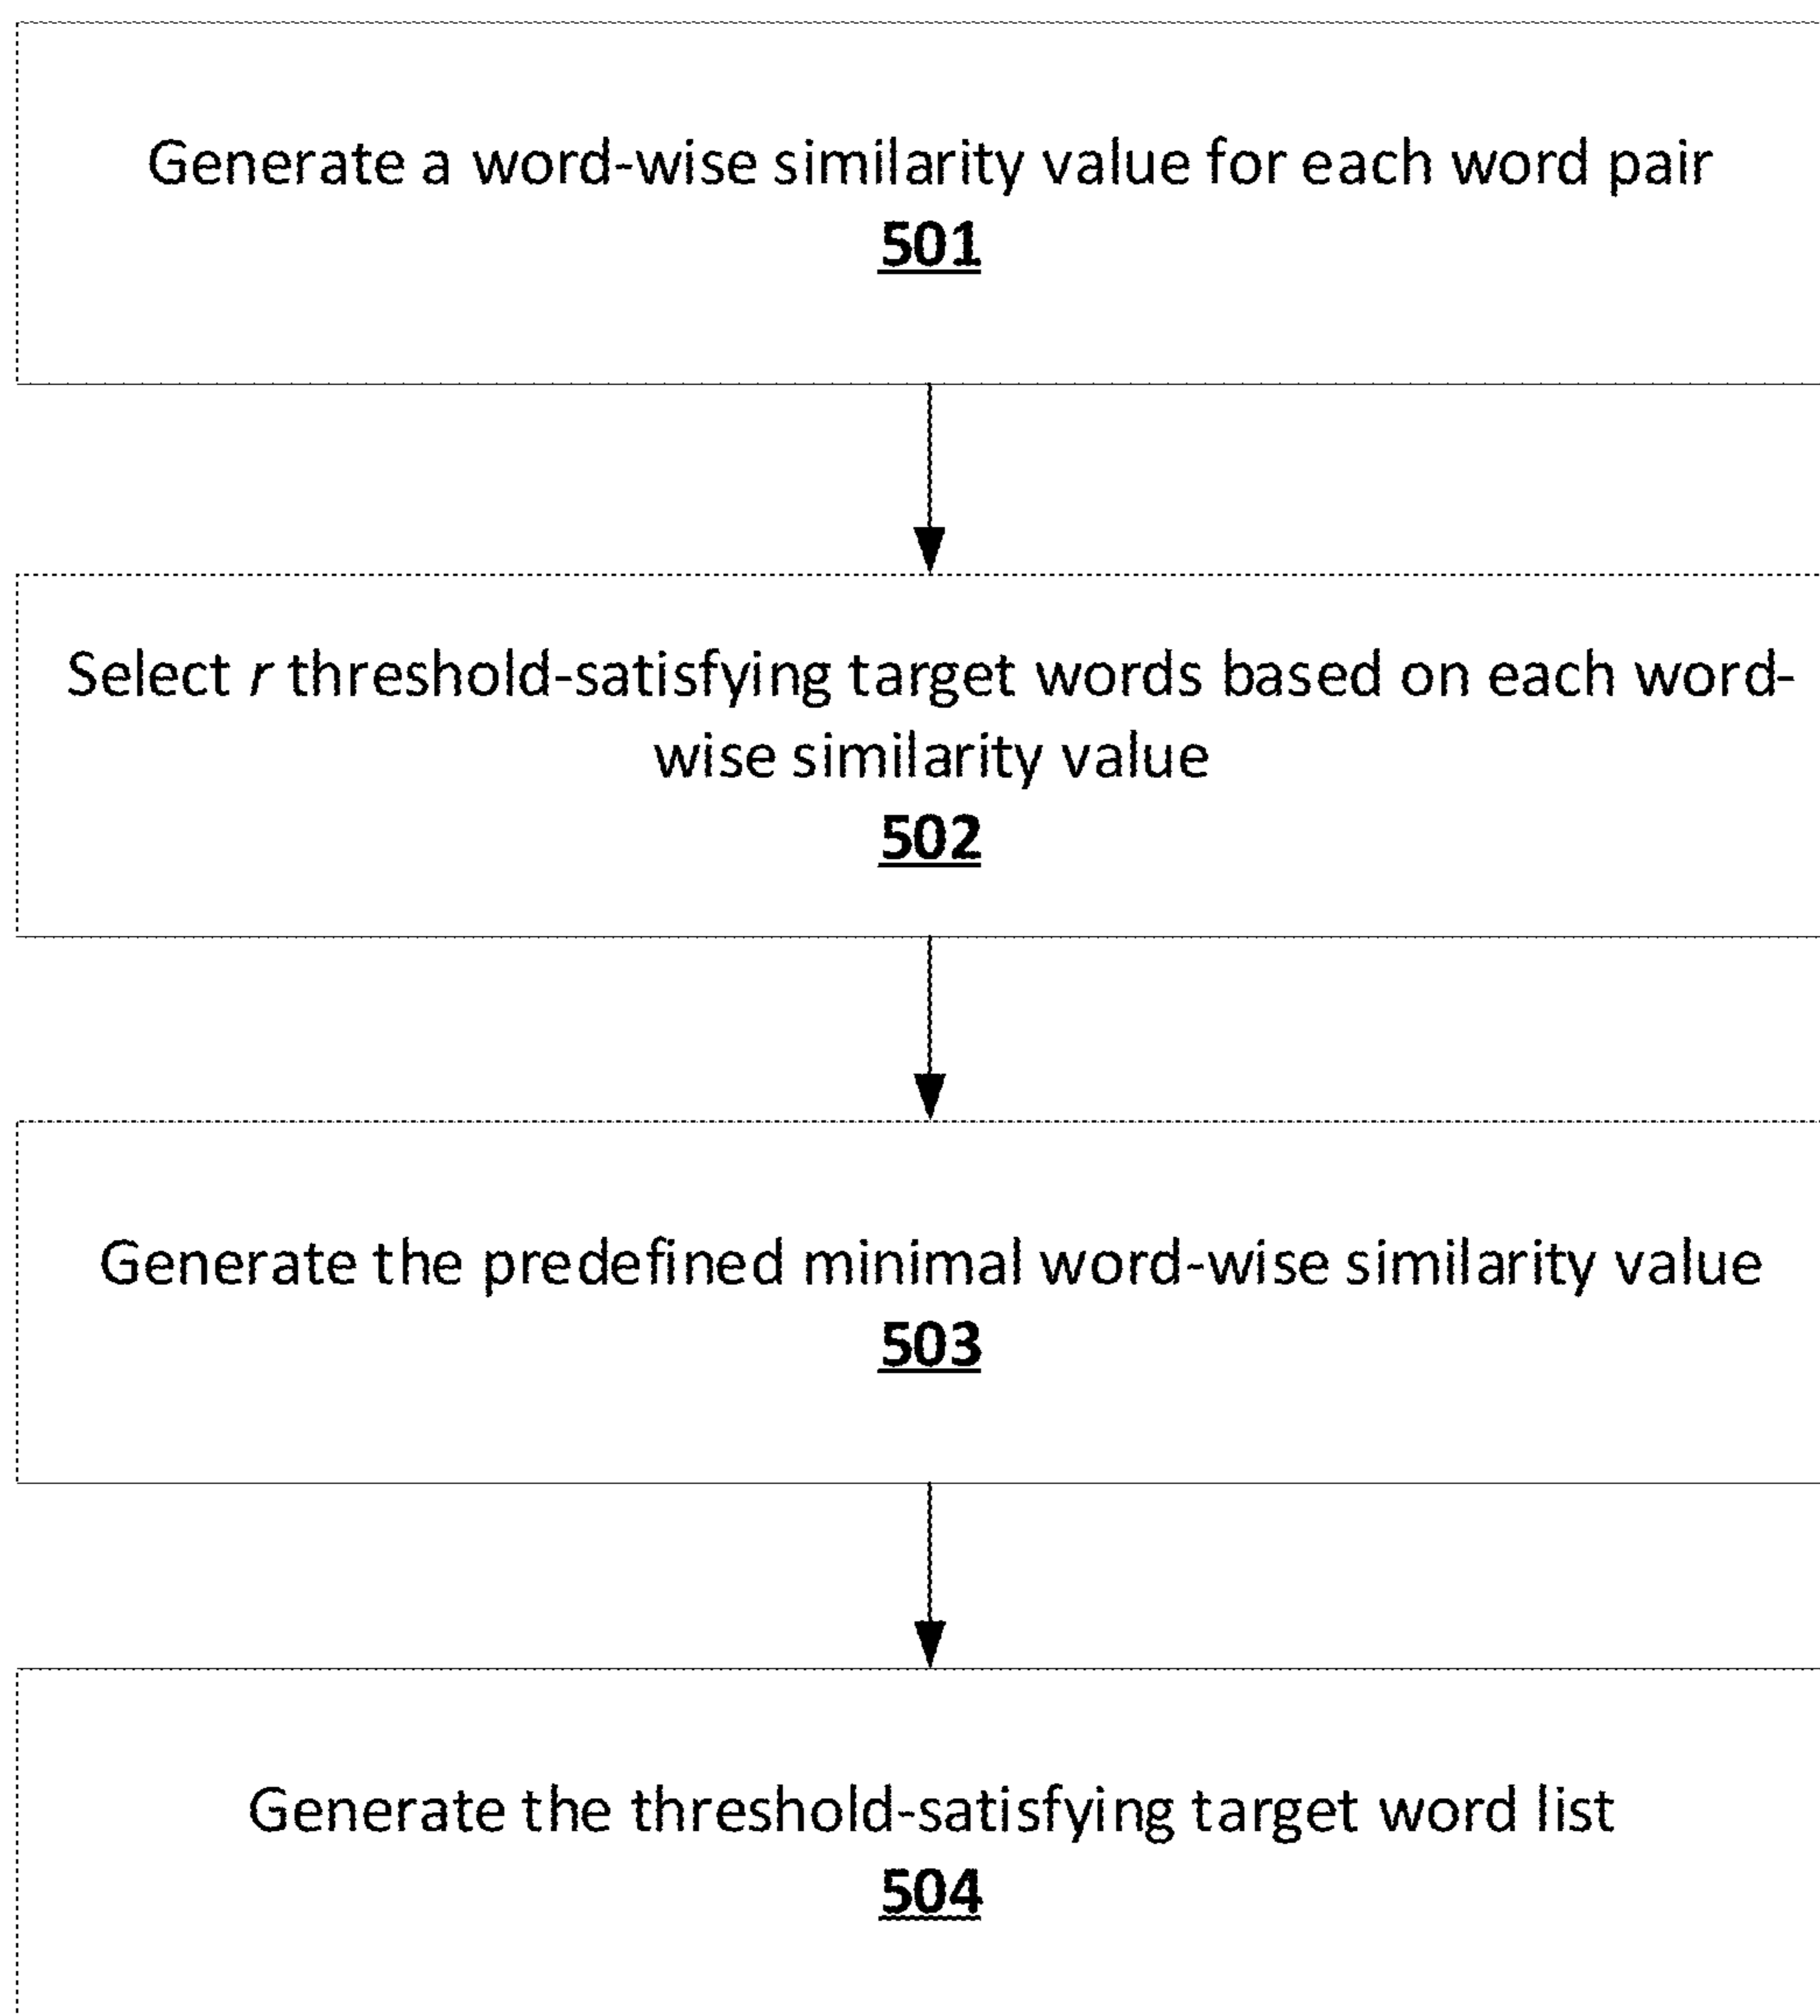 Generate a word-wise similarity value for each word pair
501
Select r threshold-satisfying target words based on each word-
wise similarity value
502
Generate the predefined minimal word-wise similarity value
503
Generate the threshold-satisfying target word list
504